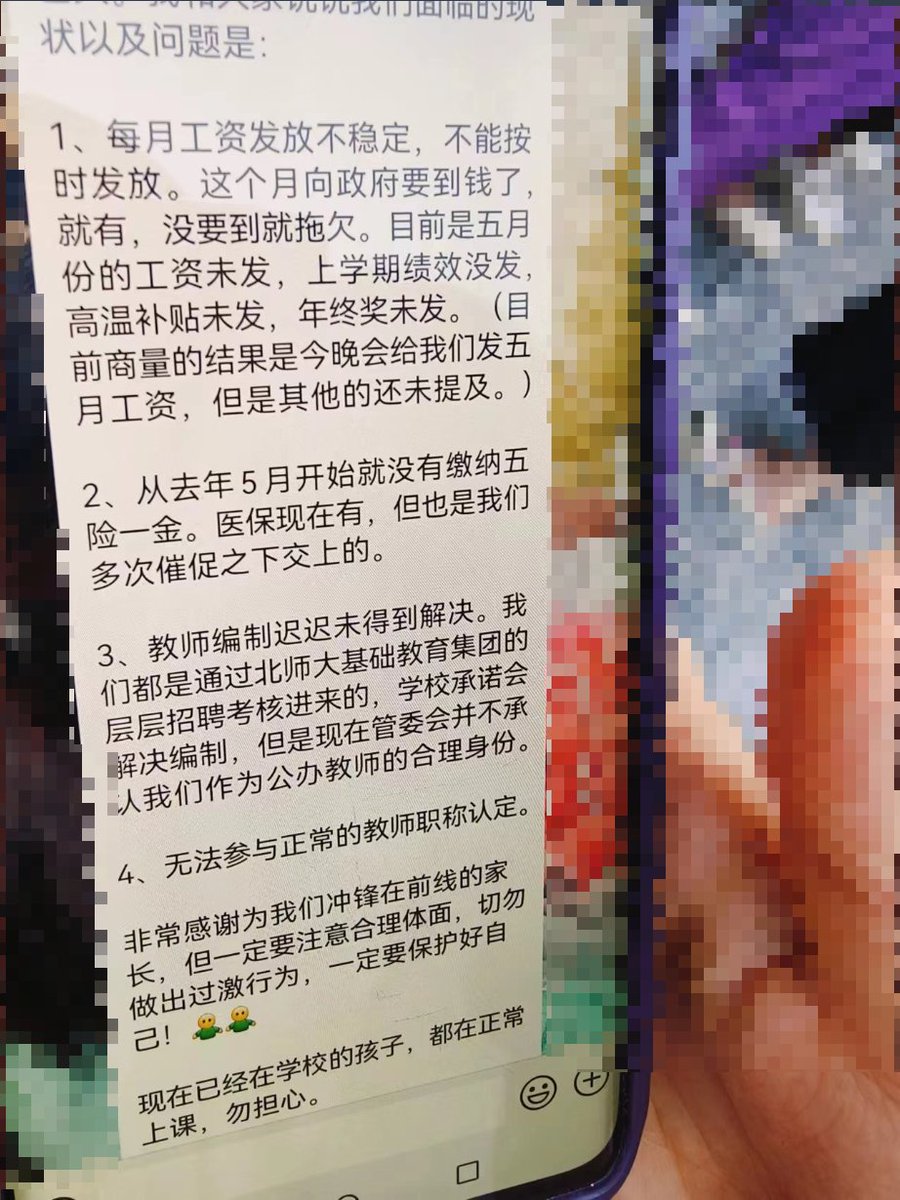 我和大家说说我们面临的现
状以及问题是：
1、每月工资发放不稳定，不能按
时发放。这个月向政府要到钱了，
就有，没要到就拖欠。目前是五月
份的工资未发，上学期绩效没发，
高温补贴未发，年终奖未发。（目
前商量的结果是今晚会给我们发五
月工资，但是其他的还未提及。）
2、从去年5月开始就没有缴纳五
险一金。医保现在有，但也是我们
多次催促之下交上的。
3、教师编制迟迟未得到解决。我
们都是通过北师大基础教育集团的
层层招聘考核进来的，学校承诺会
解决编制，但是现在管委会并不承
认我们作为公办教师的合理身份。
4、无法参与正常的教师职称认定。
非常感谢为我们冲锋在前线的家
长，但一定要注意合理体面，切勿
做出过激行为，一定要保护好自
己！
现在已经在学校的孩子，都在正常
上课，勿担心。